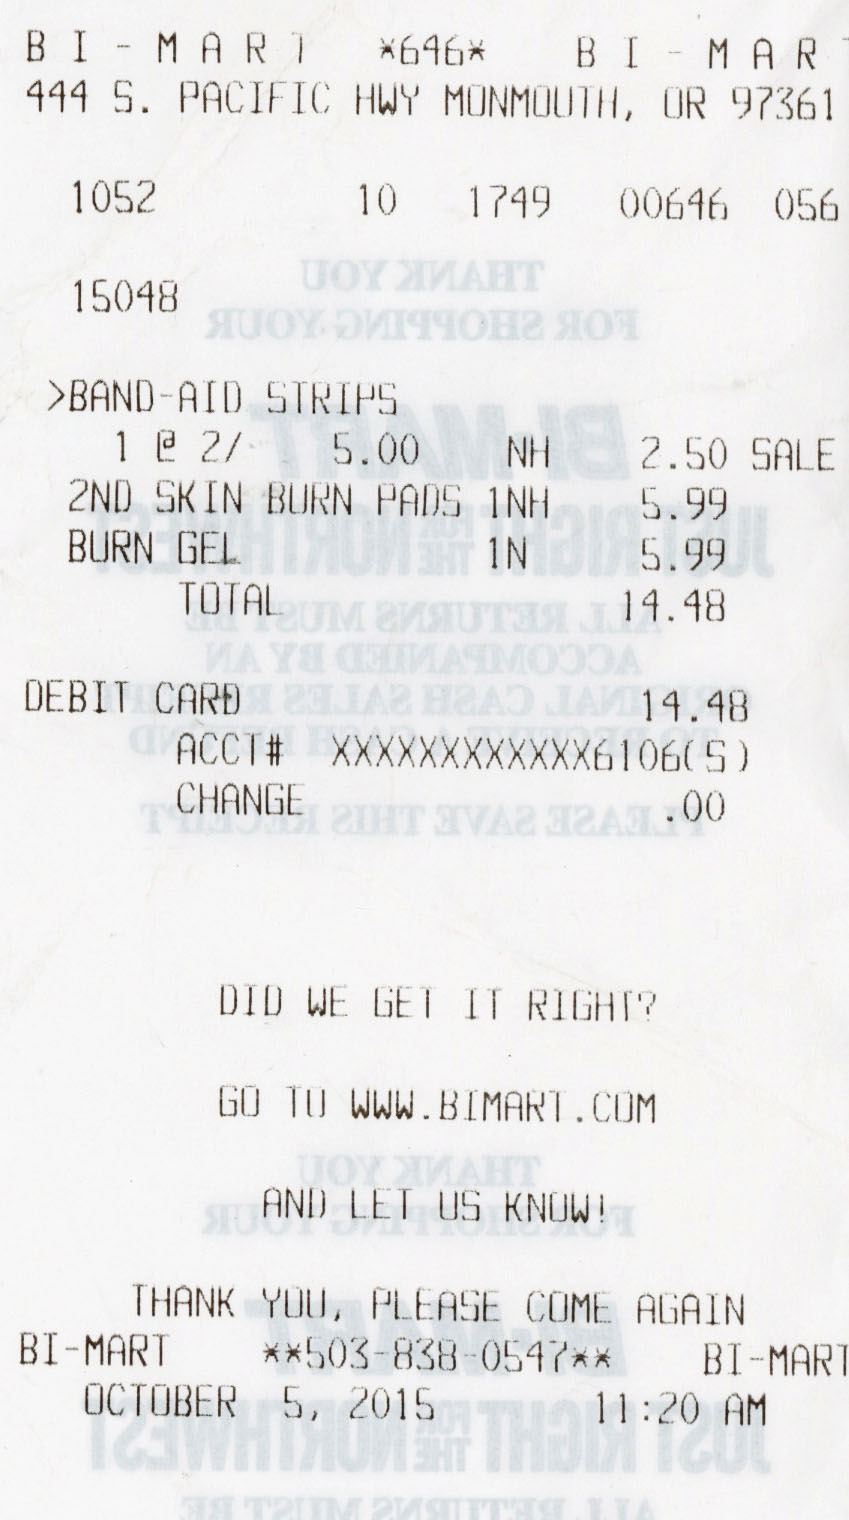 BI-MART *646* BI-MART
444 S. PACIFIC HWY MONMOUTH, OR 97361
1052 10 1749 00646 056
15048
>BAND-AID STRIPS
1 @ 2/ 5.00 NH 2.50 SALE
2ND SKIN BURN PADS 1NH 5.99
BURN GEL 1N 5.99
TOTAL 14.48
DEBIT CARD 14.48
ACCT# XXXXXXXXXXXX6106(S)
CHANGE .00
DID WE GET IT RIGHT?
GO TO WWW.BIMART.COM
AND LET US KNOW!
THANK YOU, PLEASE COME AGAIN
BI-MART **503-838-0547** BI-MART
OCTOBER 5, 2015 11:20 AM
THANK YOU
FOR SHOPPING YOUR
BI-MART
JUST RIGHT FOR THE NORTHWEST
ALL RETURNS MUST BE
ACCOMPANIED BY AN
ORIGINAL CASH SALES RECEIPT
TO RECEIVE A CASH REFUND
PLEASE SAVE THIS RECEIPT
THANK YOU
FOR SHOPPING YOUR
BI-MART
JUST RIGHT FOR THE NORTHWEST
ALL RETURNS MUST BE